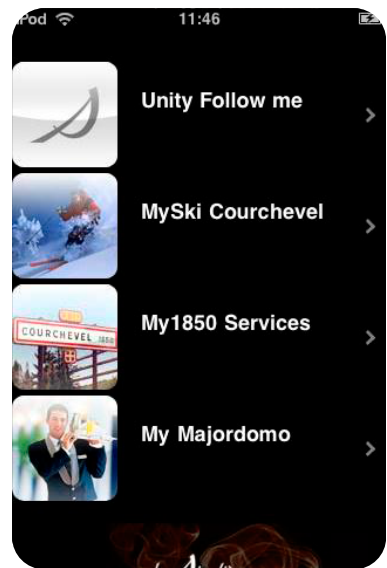 iPod 11:46
Unity Follow me
MySki Courchevel
COURCHEVEL 1850
My1850 Services
My Majordomo